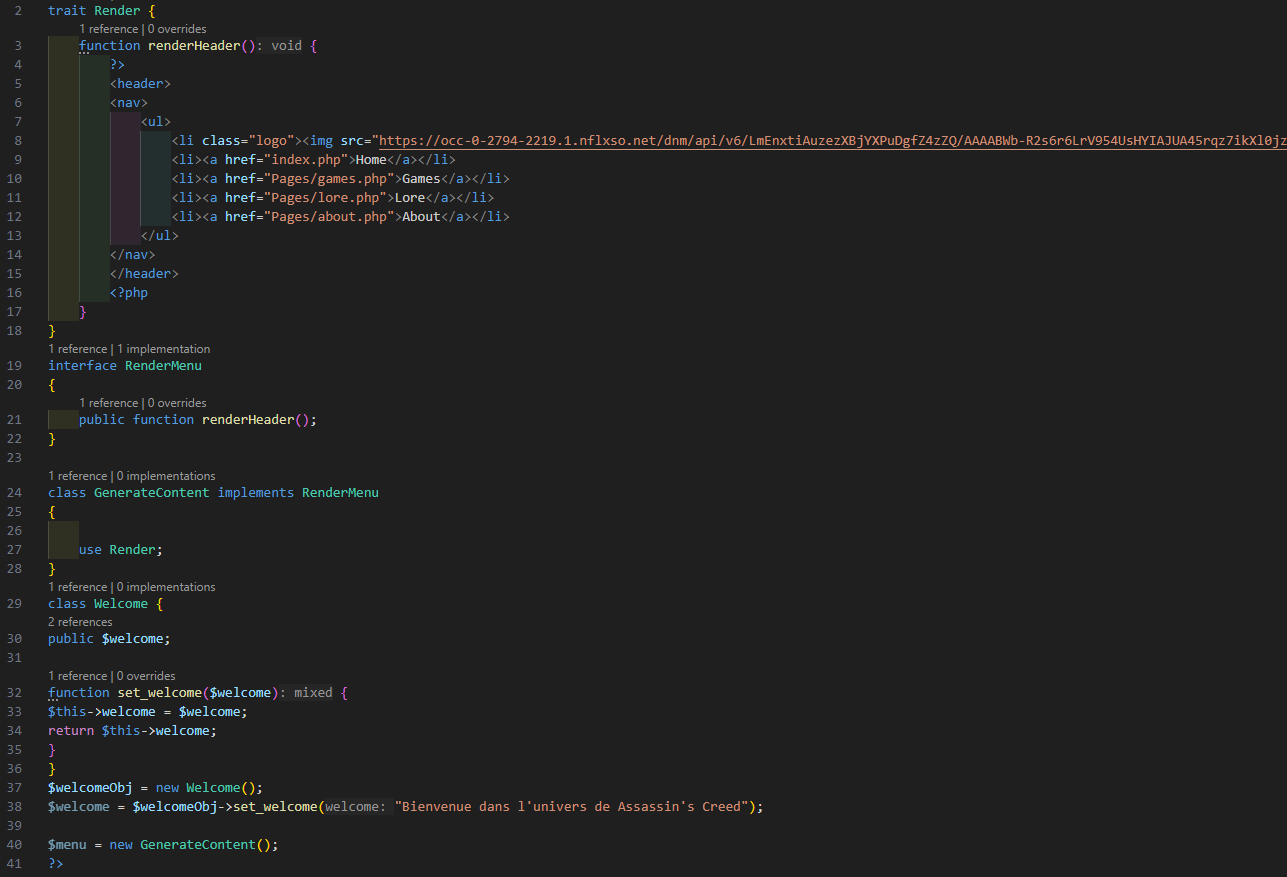 2 trait Render {
1 reference | 0 overrides
3 function renderHeader(): void {
4 ?>
5 <header>
6 <nav>
7 <ul>
8 <li class="logo"><img src="https://occ-0-2794-2219.1.nflxso.net/dnm/api/v6/LmEnxtiAuzezXBjYXPuDgfZ4zZQ/AAAABWb-R2s6r6LrV954UsHYIAJUA45rqz7ikXl0jz
9 <li><a href="index.php">Home</a></li>
10 <li><a href="Pages/games.php">Games</a></li>
11 <li><a href="Pages/lore.php">Lore</a></li>
12 <li><a href="Pages/about.php">About</a></li>
13 </ul>
14 </nav>
15 </header>
16 <?php
17 }
18 }
1 reference | 1 implementation
19 interface RenderMenu
20 {
1 reference | 0 overrides
21 public function renderHeader();
22 }
23
1 reference | 0 implementations
24 class GenerateContent implements RenderMenu
25 {
26
27 use Render;
28 }
1 reference | 0 implementations
29 class Welcome {
2 references
30 public $welcome;
31
1 reference | 0 overrides
32 function set_welcome($welcome): mixed {
33 $this->welcome = $welcome;
34 return $this->welcome;
35 }
36 }
37 $welcomeObj = new Welcome();
38 $welcome = $welcomeObj->set_welcome(welcome: "Bienvenue dans l'univers de Assassin's Creed");
39
40 $menu = new GenerateContent();
41 ?>